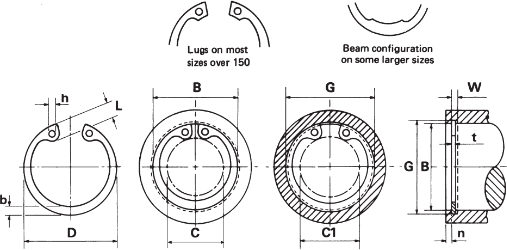 Lugs on most
sizes over 150
Beam configuration
on some larger sizes
h
L
B
G
W
t
G
B
b
D
C
C1
n